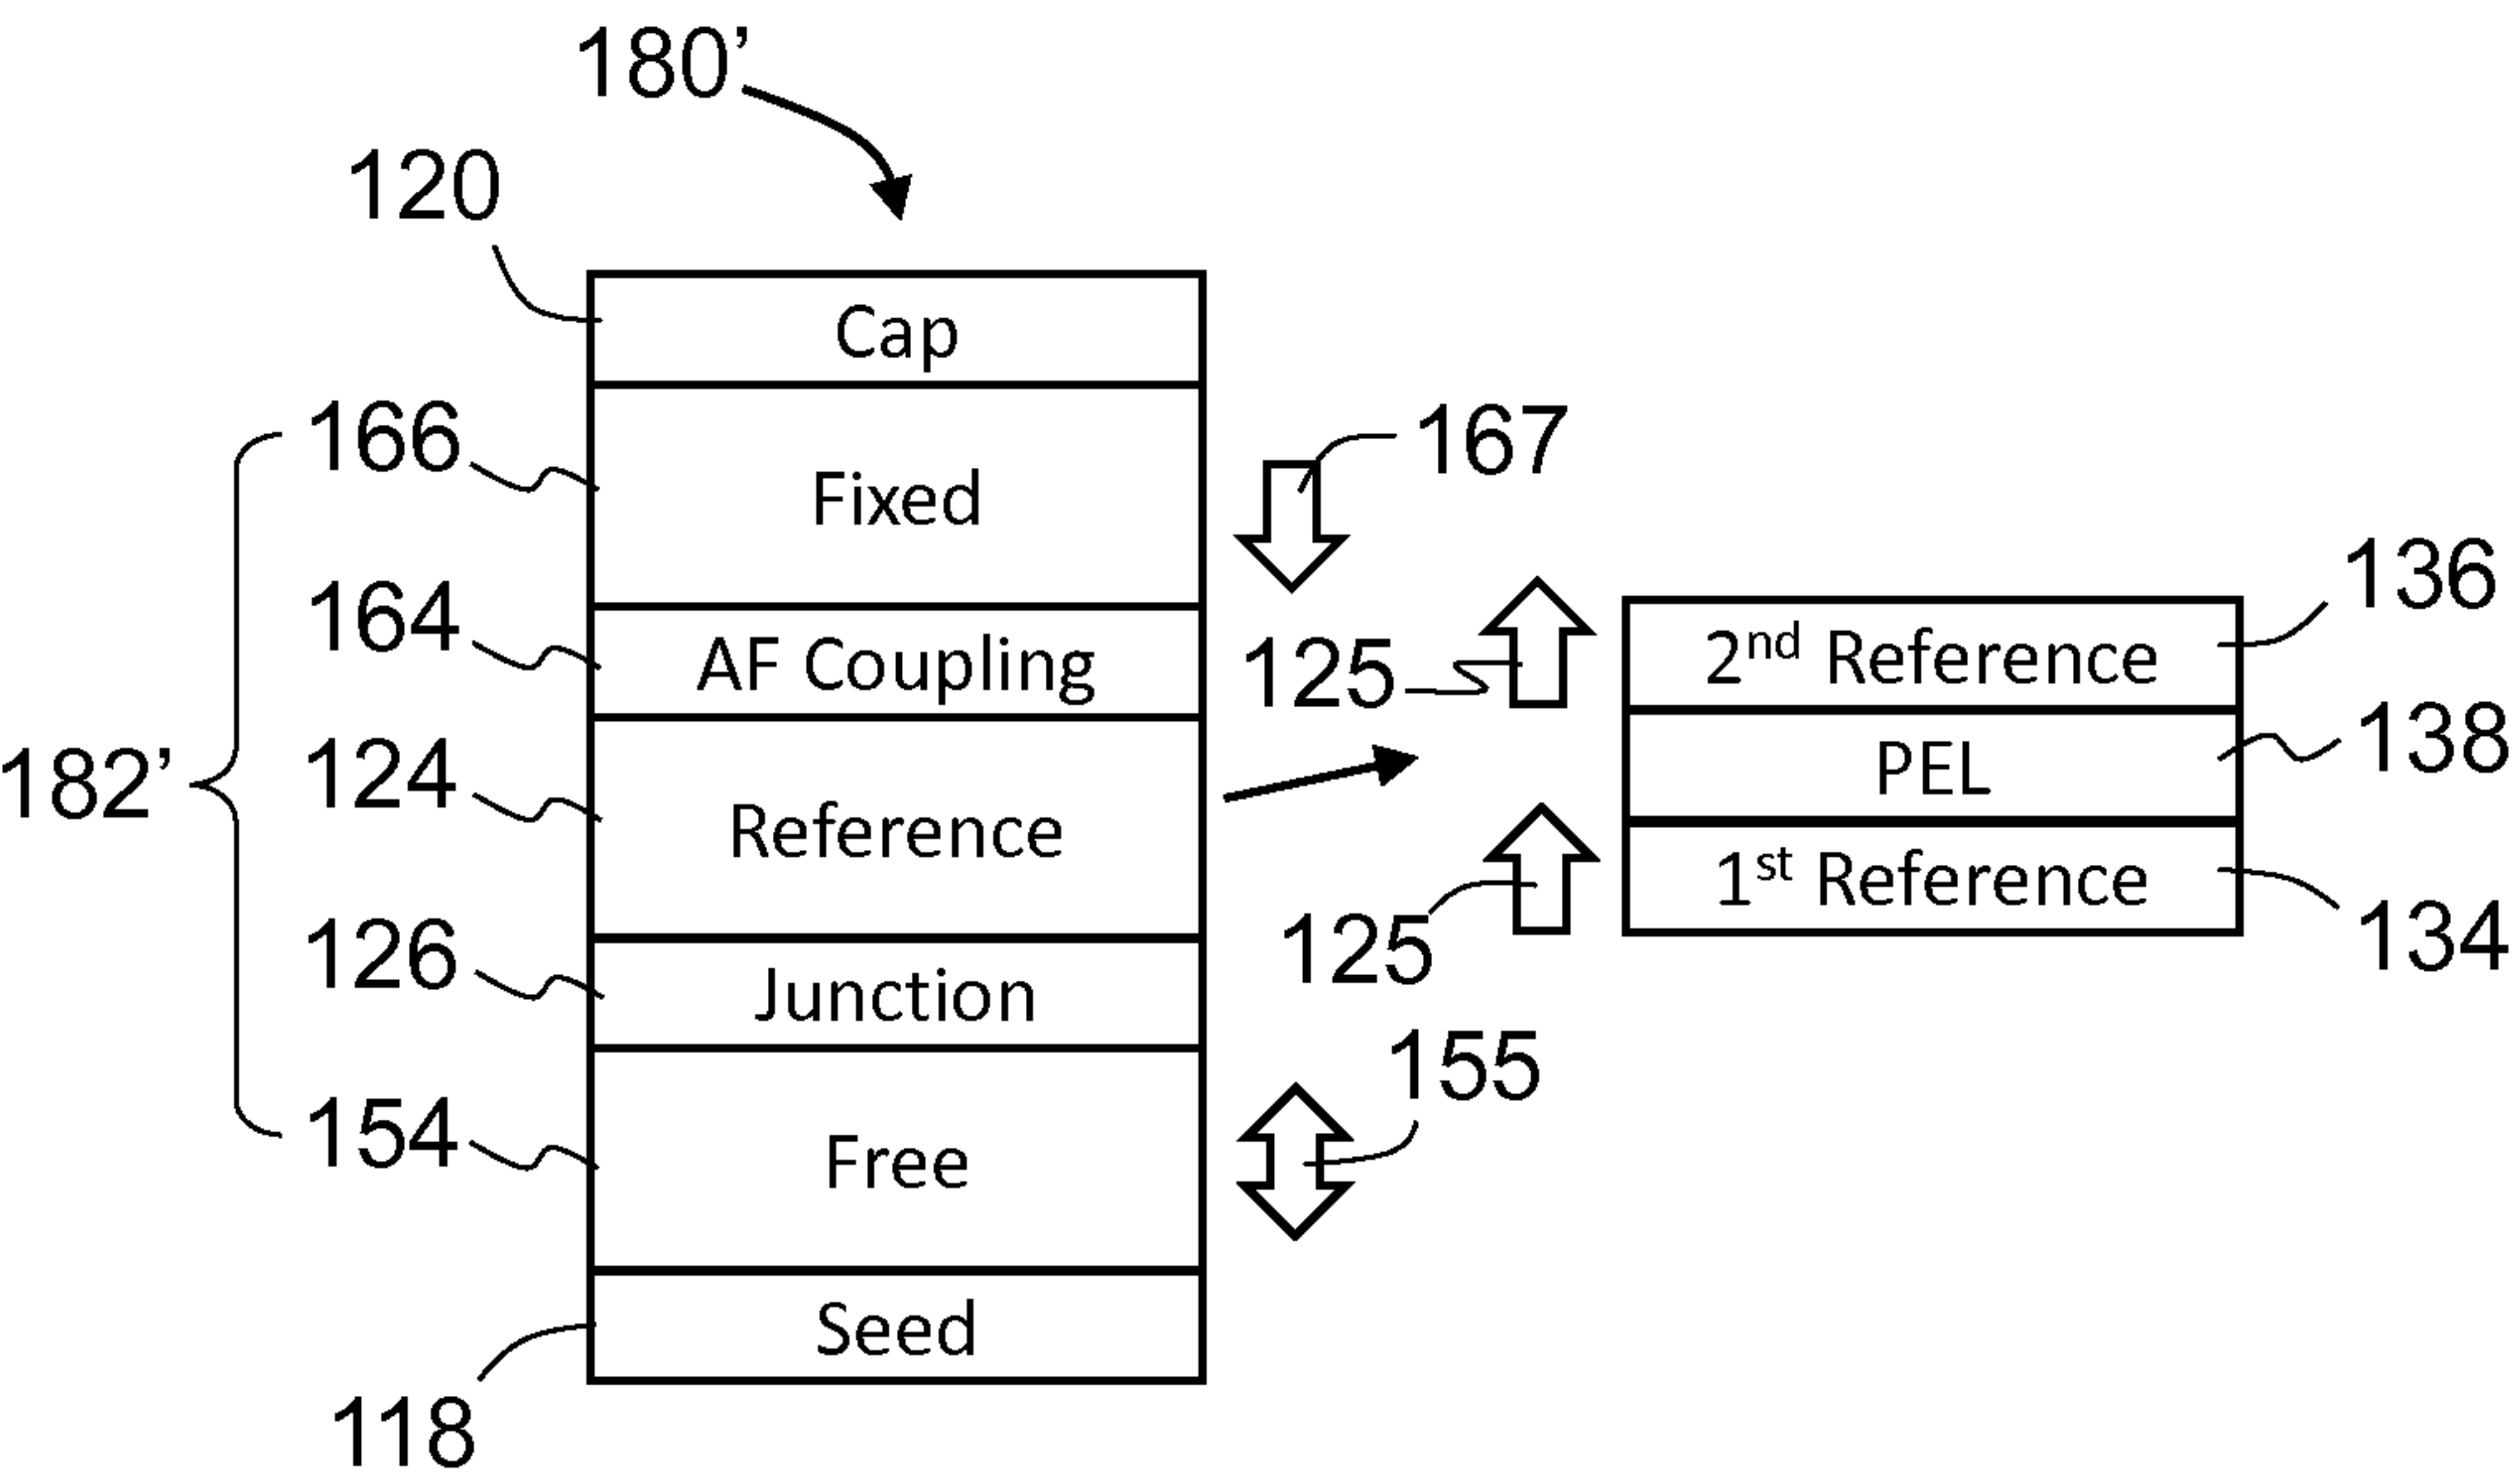 180’
120
Cap
166
Fixed
167
136
164
AF Coupling
125
2nd Reference
182’
124
Reference
138
PEL
1st Reference
125
134
126
Junction
155
154
Free
Seed
118